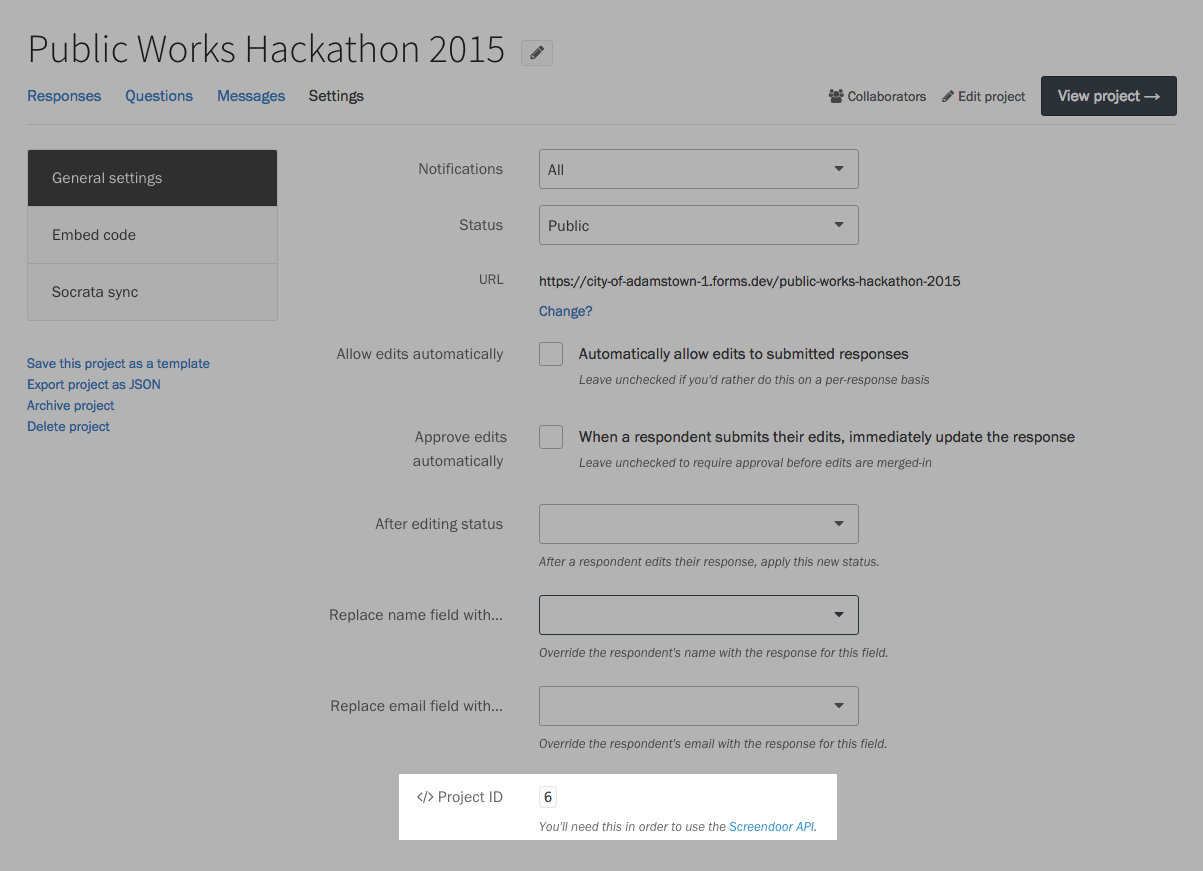 Public Works Hackathon 2015
Responses Questions Messages Settings
Collaborators Edit project View project →
General settings
Embed code
Socrata sync
Save this project as a template
Export project as JSON
Archive project
Delete project
Notifications All
Status Public
URL https://city-of-adamstown-1.forms.dev/public-works-hackathon-2015
Change?
Allow edits automatically Automatically allow edits to submitted responses
Leave unchecked if you'd rather do this on a per-response basis
Approve edits When a respondent submits their edits, immediately update the response
automatically Leave unchecked to require approval before edits are merged-in
After editing status
After a respondent edits their response, apply this new status.
Replace name field with...
Override the respondent's name with the response for this field.
Replace email field with...
Override the respondent's email with the response for this field.
</> Project ID 6
You'll need this in order to use the Screendoor API.